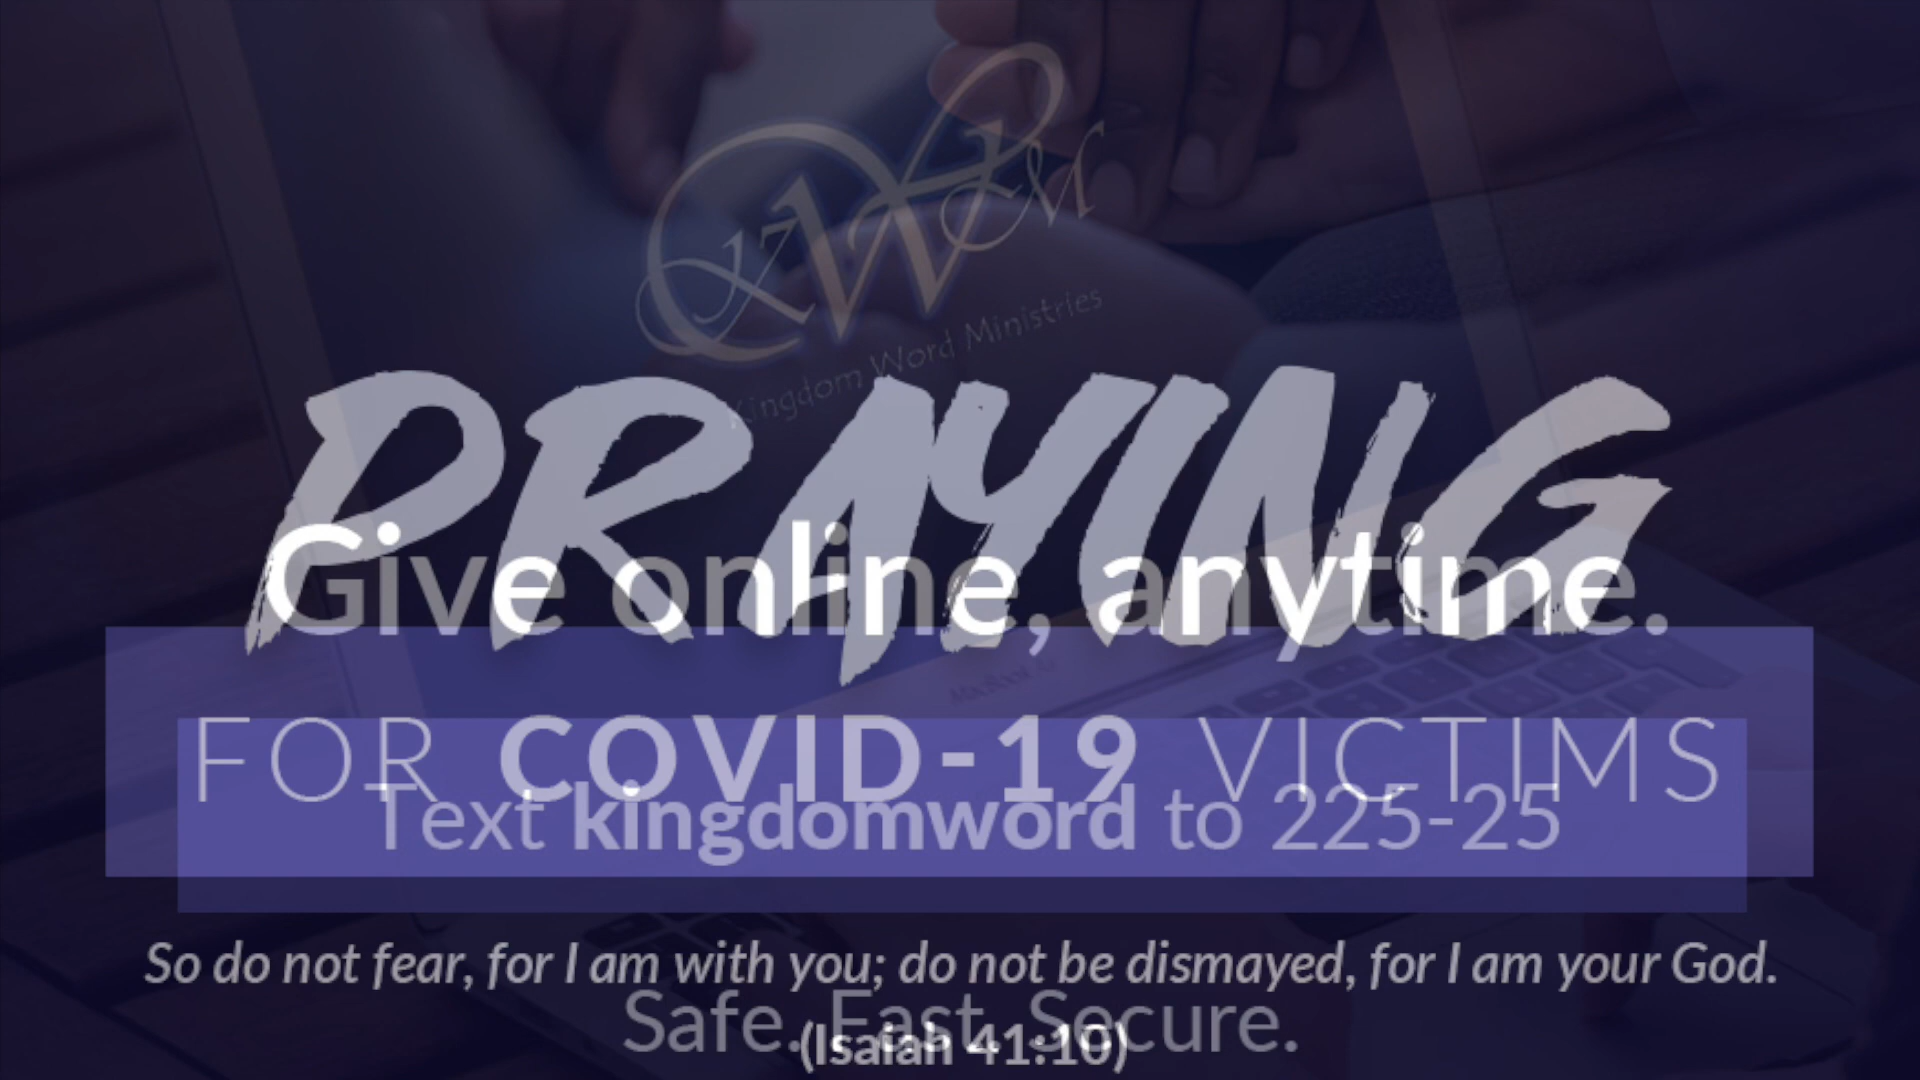 KWM
Kingdom Word Ministries
PRAYING
Give online, anytime.
FOR COVID-19 VICTIMS
Text kingdomword to 225-25
So do not fear, for I am with you; do not be dismayed, for I am your God.
Safe. Fast. Secure.
(Isaiah 41:10)